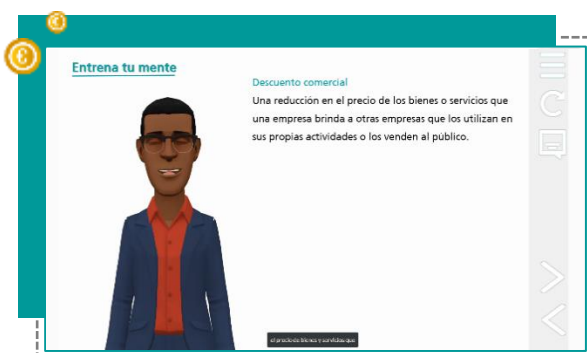 Entrena tu mente
Descuento comercial
Una reducción en el precio de los bienes o servicios que
una empresa brinda a otras empresas que los utilizan en
sus propias actividades o los venden al público.
el precio de bienes y servicios que